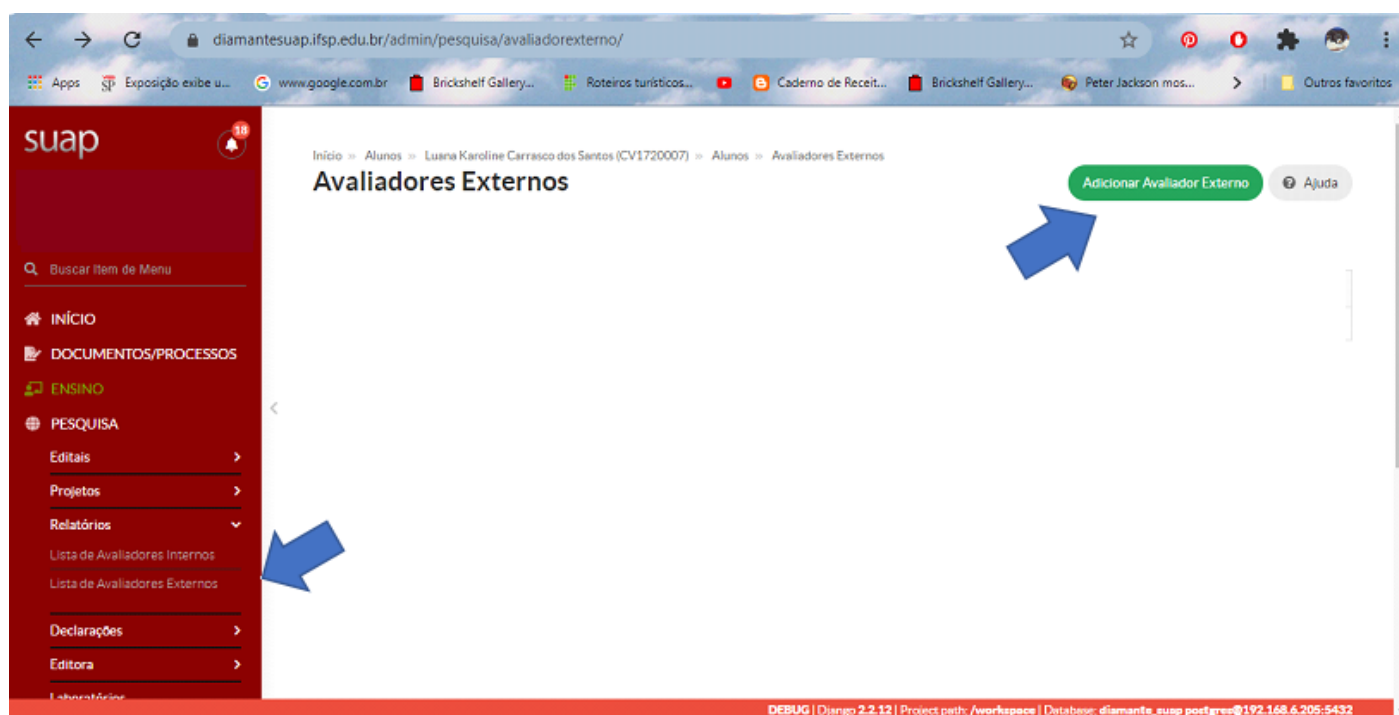 diamantesuap.ifsp.edu.br/admin/pesquisa/avaliadorexterno/
Apps Exposição exibe u... www.google.com.br Brickshelf Gallery... Roteiros turísticos... Caderno de Receit... Brickshelf Gallery... Peter Jackson mos... Outros favoritos
suap 18
Início » Alunos » Luana Karoline Carrasco dos Santos (CV1720007) » Alunos » Avaliadores Externos
Avaliadores Externos
Adicionar Avaliador Externo Ajuda
Buscar Item de Menu
INÍCIO
DOCUMENTOS/PROCESSOS
ENSINO
PESQUISA
Editais
Projetos
Relatórios
Lista de Avaliadores Internos
Lista de Avaliadores Externos
Declarações
Editora
Laboratórios
DEBUG | Django 2.2.12 | Project path: /workspace | Database: diamante_suap postgres@192.168.6.205:5432